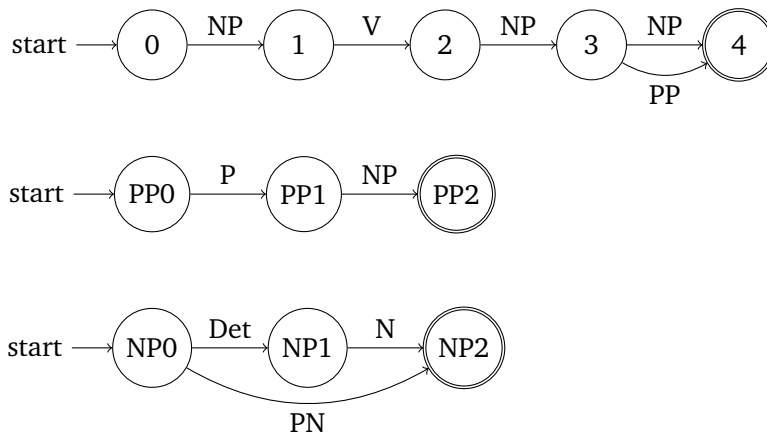 NP V NP NP
start 0 1 2 3 4
PP
P NP
start PP0 PP1 PP2
Det N
start NP0 NP1 NP2
PN